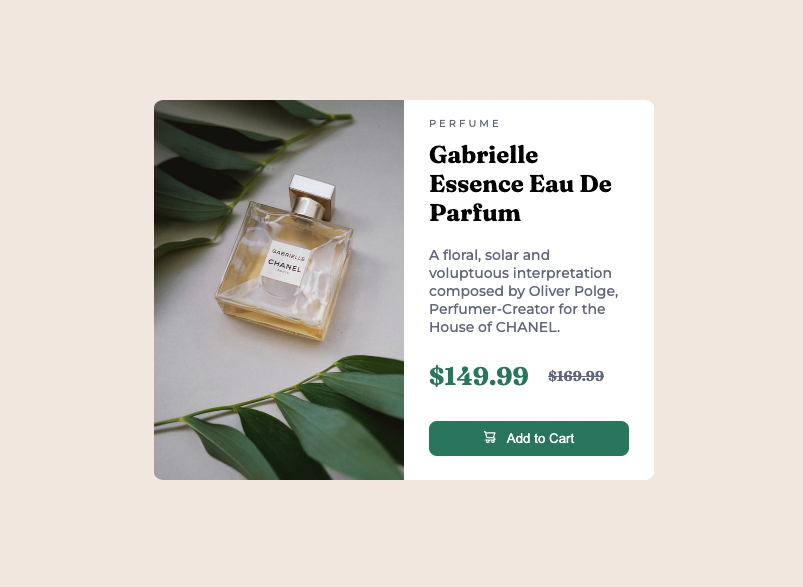 GABRIELLE
CHANEL
PARIS
PERFUME
Gabrielle
Essence Eau De
Parfum
A floral, solar and
voluptuous interpretation
composed by Oliver Polge,
Perfumer-Creator for the
House of CHANEL.
$149.99 $169.99
Add to Cart